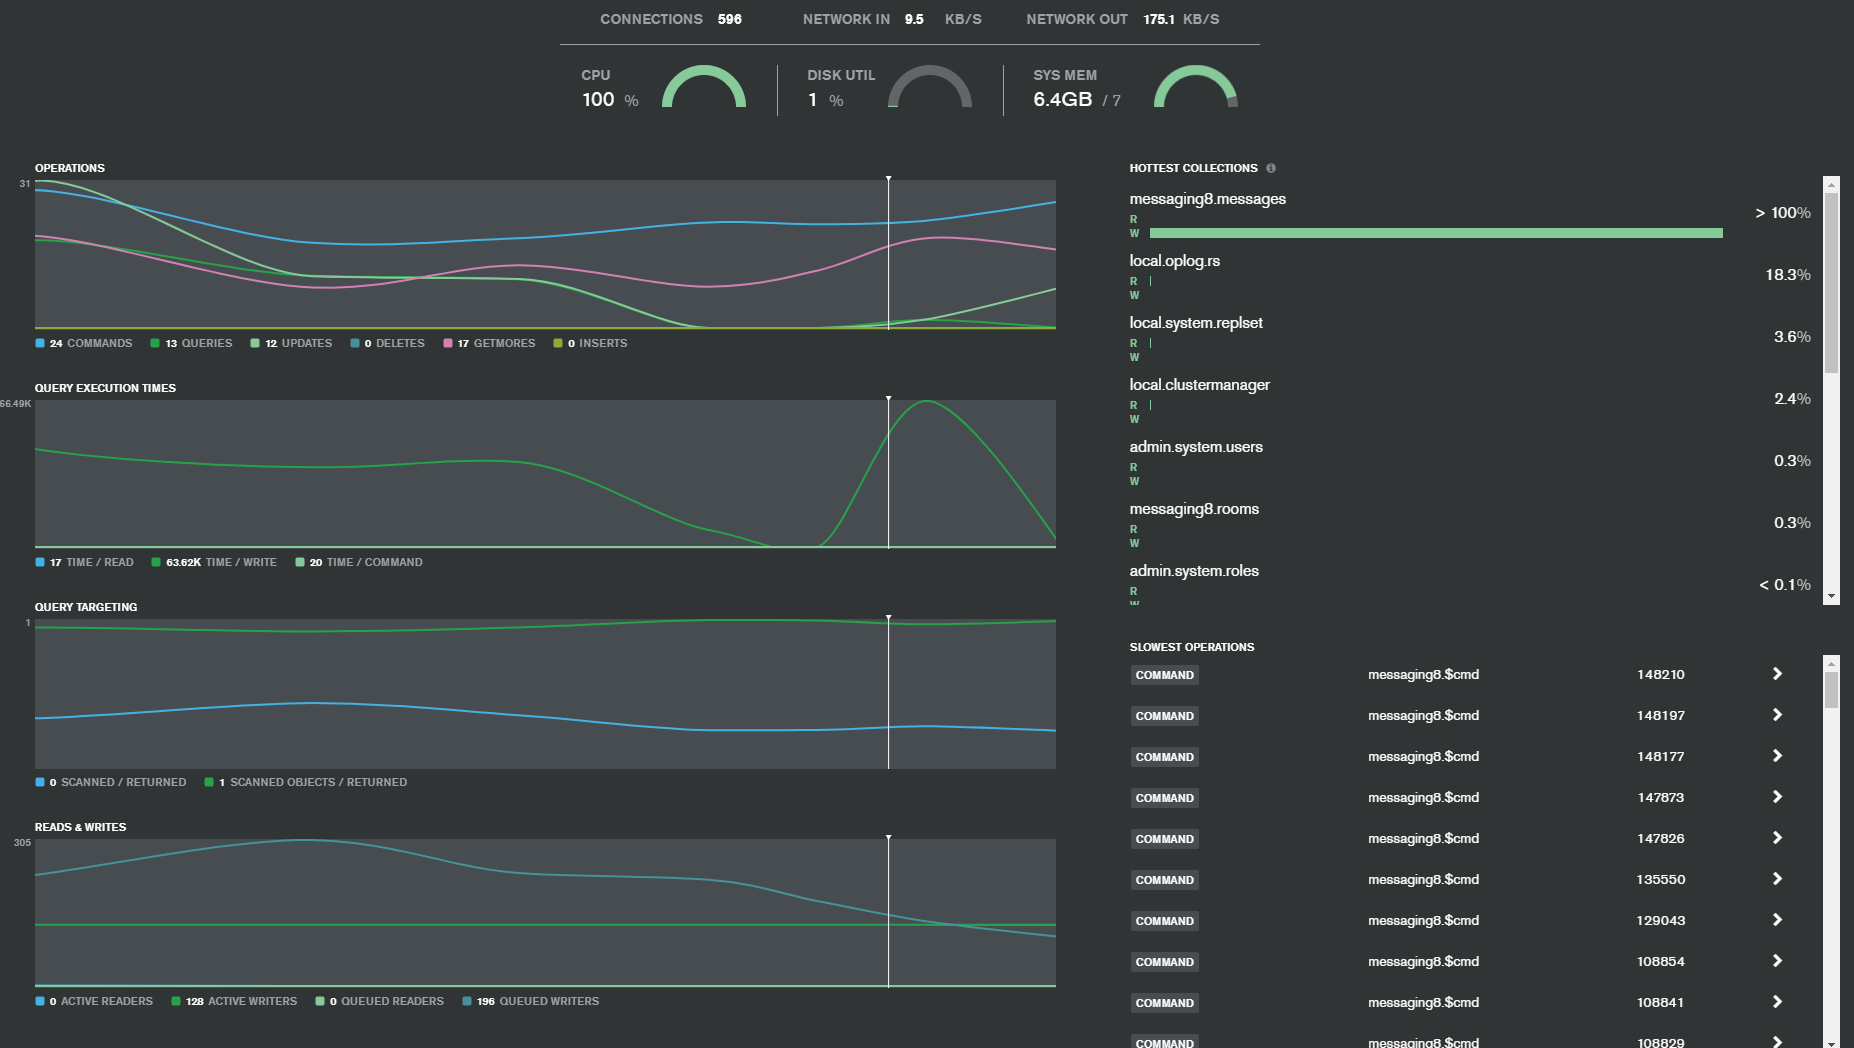 CONNECTIONS 596 NETWORK IN 9.5 KB/S NETWORK OUT 175.1 KB/S
CPU
100 %
DISK UTIL
1 %
SYS MEM
6.4GB / 7
OPERATIONS
31
24 COMMANDS 13 QUERIES 12 UPDATES 0 DELETES 17 GETMORES 0 INSERTS
QUERY EXECUTION TIMES
66.49K
17 TIME / READ 63.62K TIME / WRITE 20 TIME / COMMAND
QUERY TARGETING
1
0 SCANNED / RETURNED 1 SCANNED OBJECTS / RETURNED
READS & WRITES
305
0 ACTIVE READERS 128 ACTIVE WRITERS 0 QUEUED READERS 196 QUEUED WRITERS
HOTTEST COLLECTIONS
messaging8.messages
R
> 100%
W
local.oplog.rs
R
18.3%
W
local.system.replset
R
3.6%
W
local.clustermanager
R
2.4%
W
admin.system.users
R
0.3%
W
messaging8.rooms
R
0.3%
W
admin.system.roles
R
< 0.1%
W
SLOWEST OPERATIONS
COMMAND messaging8.$cmd 148210
COMMAND messaging8.$cmd 148197
COMMAND messaging8.$cmd 148177
COMMAND messaging8.$cmd 147873
COMMAND messaging8.$cmd 147826
COMMAND messaging8.$cmd 135550
COMMAND messaging8.$cmd 129043
COMMAND messaging8.$cmd 108854
COMMAND messaging8.$cmd 108841
COMMAND messaging8.$cmd 108829